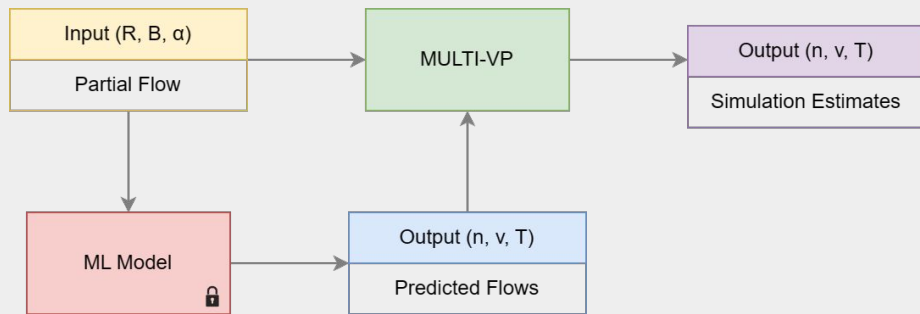 Input (R, B, α)
Partial Flow
MULTI-VP
Output (n, v, T)
Simulation Estimates
ML Model
Output (n, v, T)
Predicted Flows